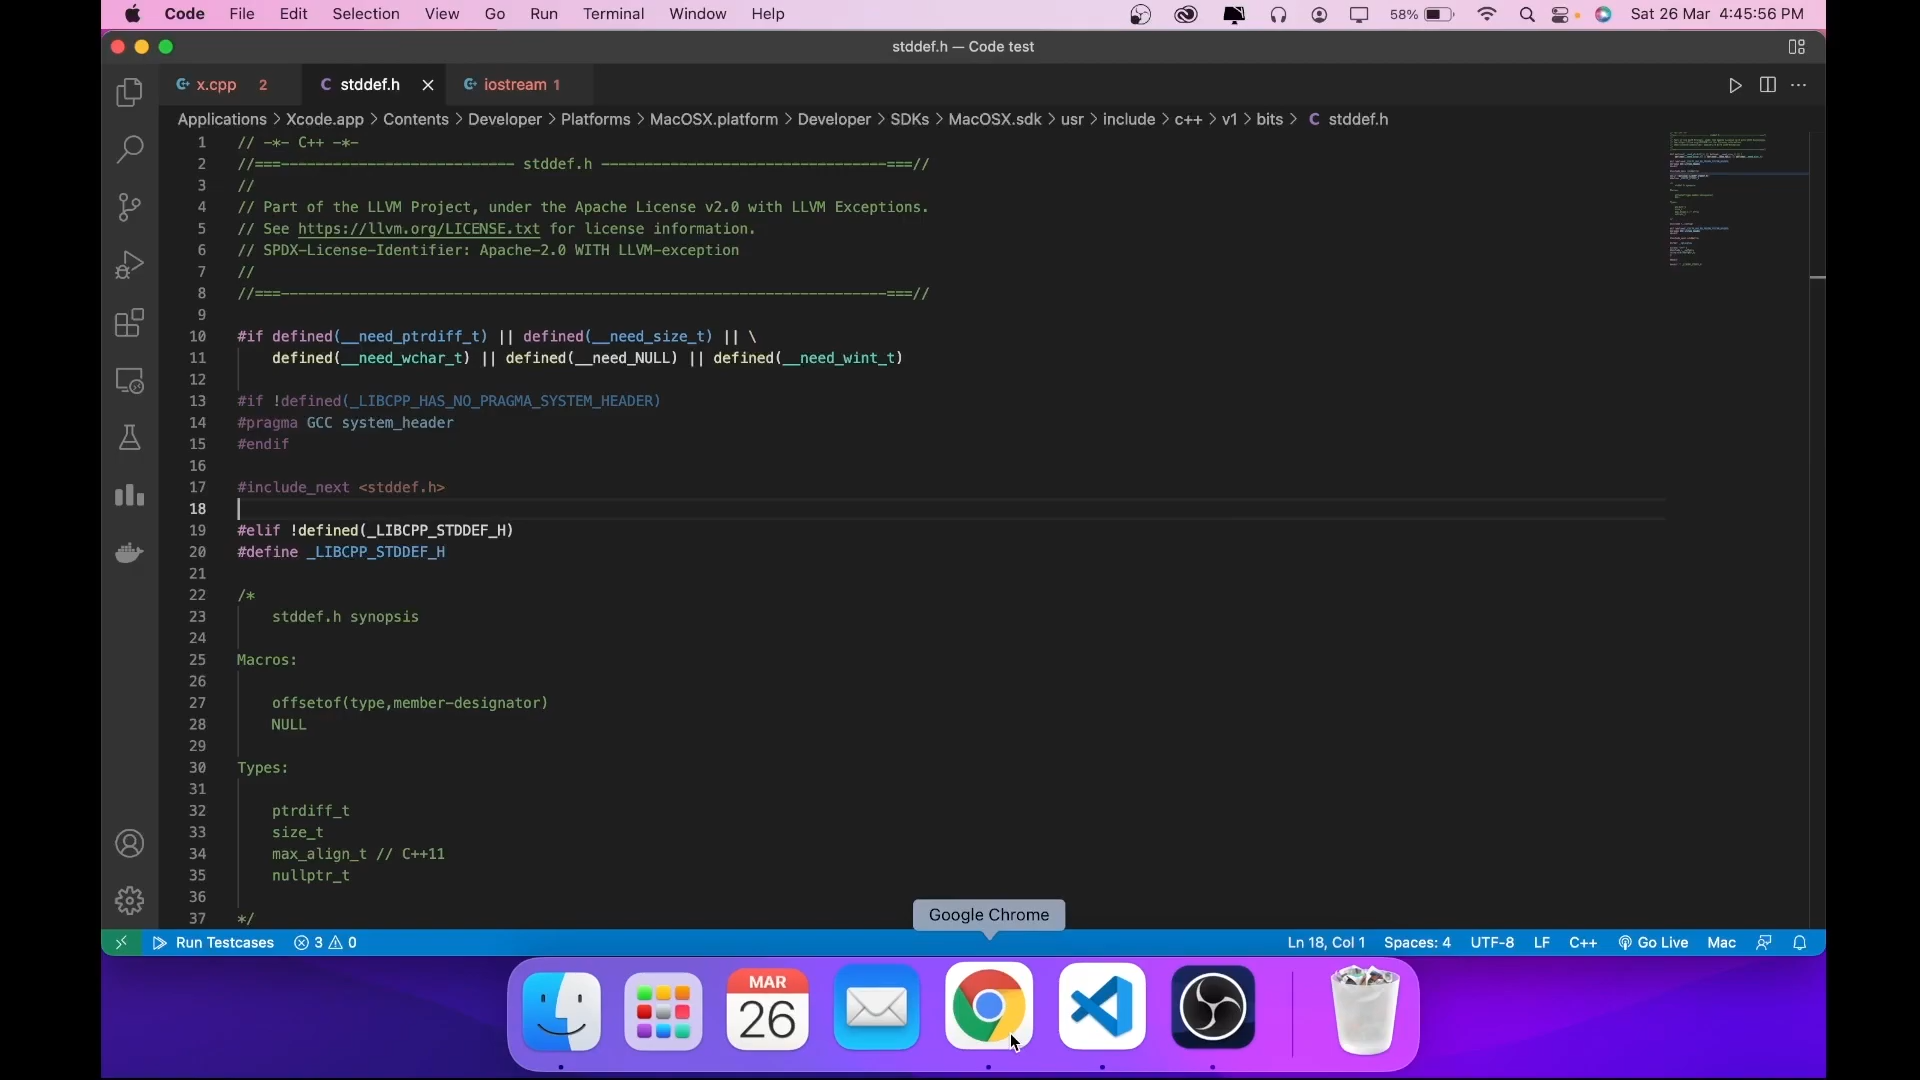 Code File Edit Selection View Go Run Terminal Window Help 58% Sat 26 Mar 4:45:56 PM
stddef.h — Code test
x.cpp 2 C stddef.h iostream 1
Applications > Xcode.app > Contents > Developer > Platforms > MacOSX.platform > Developer > SDKs > MacOSX.sdk > usr > include > c++ > v1 > bits > C stddef.h
1 // -*- C++ -*-
2 //===--------------------------- stddef.h ---------------------------------===//
3 //
4 // Part of the LLVM Project, under the Apache License v2.0 with LLVM Exceptions.
5 // See https://llvm.org/LICENSE.txt for license information.
6 // SPDX-License-Identifier: Apache-2.0 WITH LLVM-exception
7 //
8 //===----------------------------------------------------------------------===//
9
10 #if defined(__need_ptrdiff_t) || defined(__need_size_t) || \
11 defined(__need_wchar_t) || defined(__need_NULL) || defined(__need_wint_t)
12
13 #if !defined(_LIBCPP_HAS_NO_PRAGMA_SYSTEM_HEADER)
14 #pragma GCC system_header
15 #endif
16
17 #include_next <stddef.h>
18
19 #elif !defined(_LIBCPP_STDDEF_H)
20 #define _LIBCPP_STDDEF_H
21
22 /*
23 stddef.h synopsis
24
25 Macros:
26
27 offsetof(type,member-designator)
28 NULL
29
30 Types:
31
32 ptrdiff_t
33 size_t
34 max_align_t // C++11
35 nullptr_t
36
37 */
Google Chrome
Run Testcases 3 0 Ln 18, Col 1 Spaces: 4 UTF-8 LF C++ Go Live Mac
MAR
26